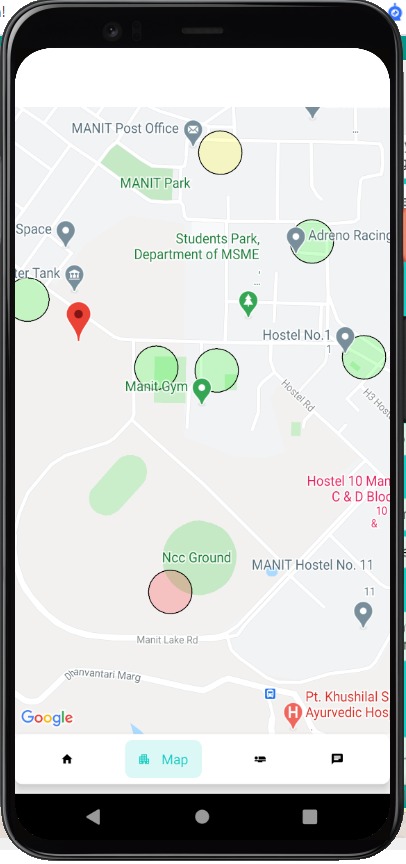 MANIT Post Office
...
MANIT Park
Space
Students Park,
Department of MSME
Adreno Racing
ter Tank
Hostel No.1
1
Manit Gym
Hostel Rd
H3 Hos
Hostel 10 Man
C & D Bloc
10
&
Ncc Ground
MANIT Hostel No. 11
11
Manit Lake Rd
Dhanvantari Marg
Pt. Khushilal S
Ayurvedic Hos
H
Google
Map